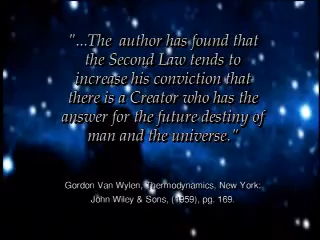 "...The author has found that
the Second Law tends to
increase his conviction that
there is a Creator who has the
answer for the future destiny of
man and the universe."
Gordon Van Wylen, Thermodynamics, New York:
John Wiley & Sons, (1959), pg. 169.